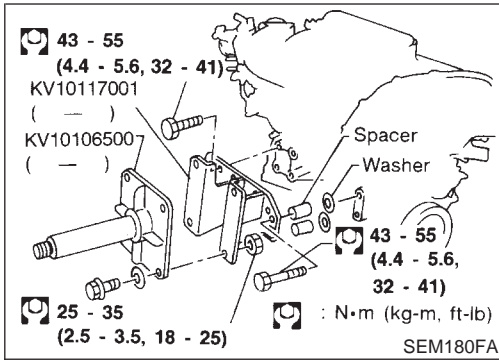 43 - 55
(4.4 - 5.6, 32 - 41)
KV10117001
( — )
KV10106500
( — )
Spacer
Washer
43 - 55
(4.4 - 5.6,
32 - 41)
25 - 35
(2.5 - 3.5, 18 - 25)
: N•m (kg-m, ft-lb)
SEM180FA